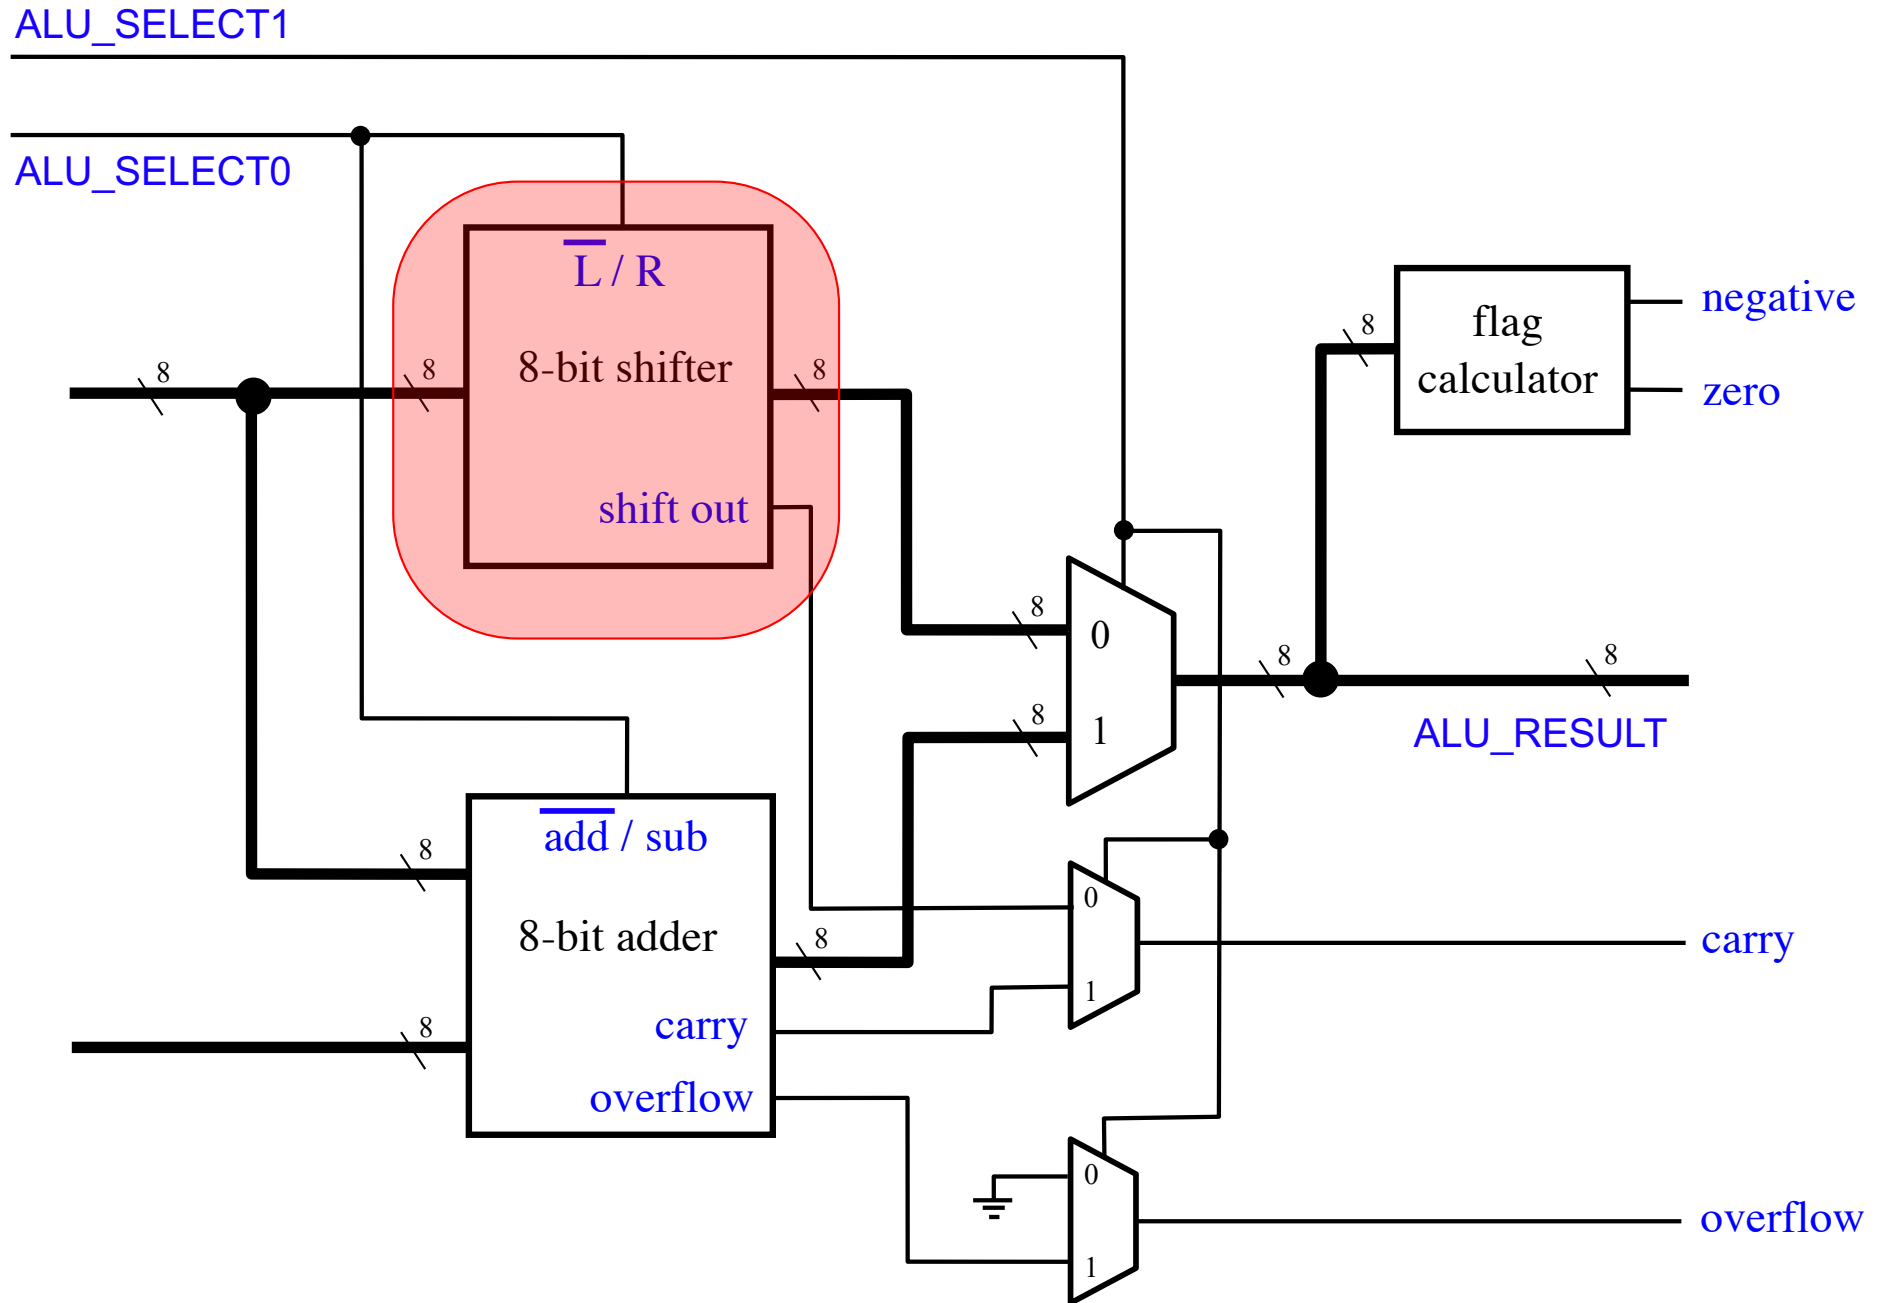 ALU_SELECT1
ALU_SELECT0
L / R
8-bit shifter
8
8
8
shift out
flag
calculator
negative
zero
8
8
0
8
1
8
8
ALU_RESULT
add / sub
8
8-bit adder
8
8
carry
overflow
0
1
carry
0
1
overflow